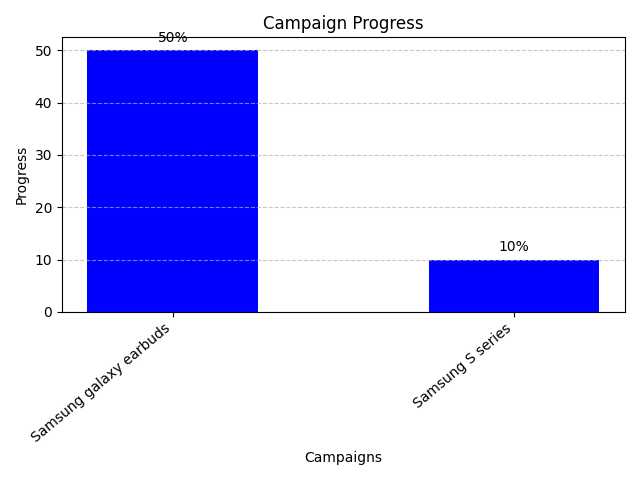 Campaign Progress
50%
10%
50
40
30
20
10
0
Progress
Samsung galaxy earbuds
Samsung S series
Campaigns